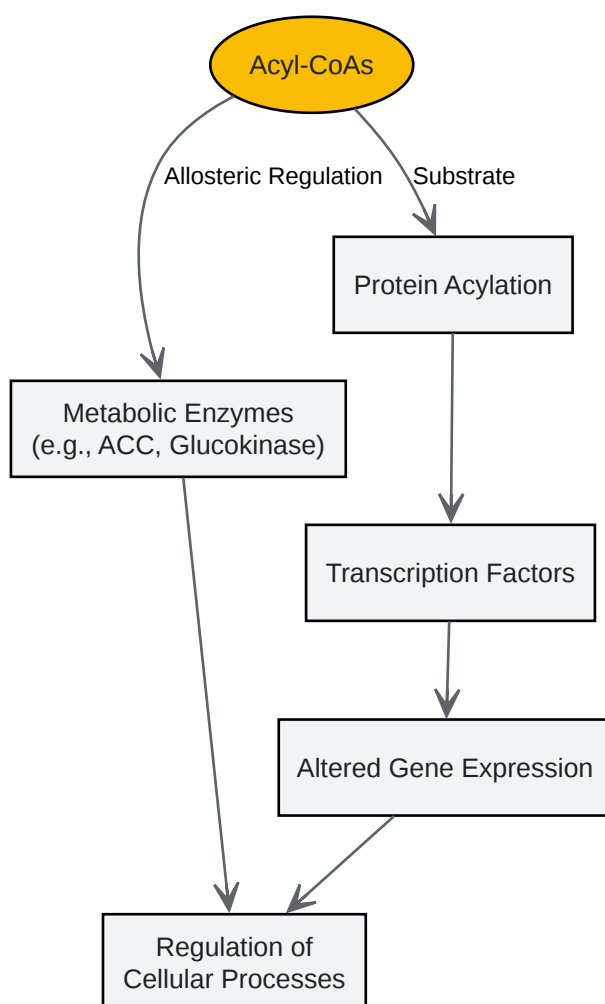 Acyl-CoAs
Allosteric Regulation
Substrate
Protein Acylation
Metabolic Enzymes
(e.g., ACC, Glucokinase)
Transcription Factors
Altered Gene Expression
Regulation of
Cellular Processes